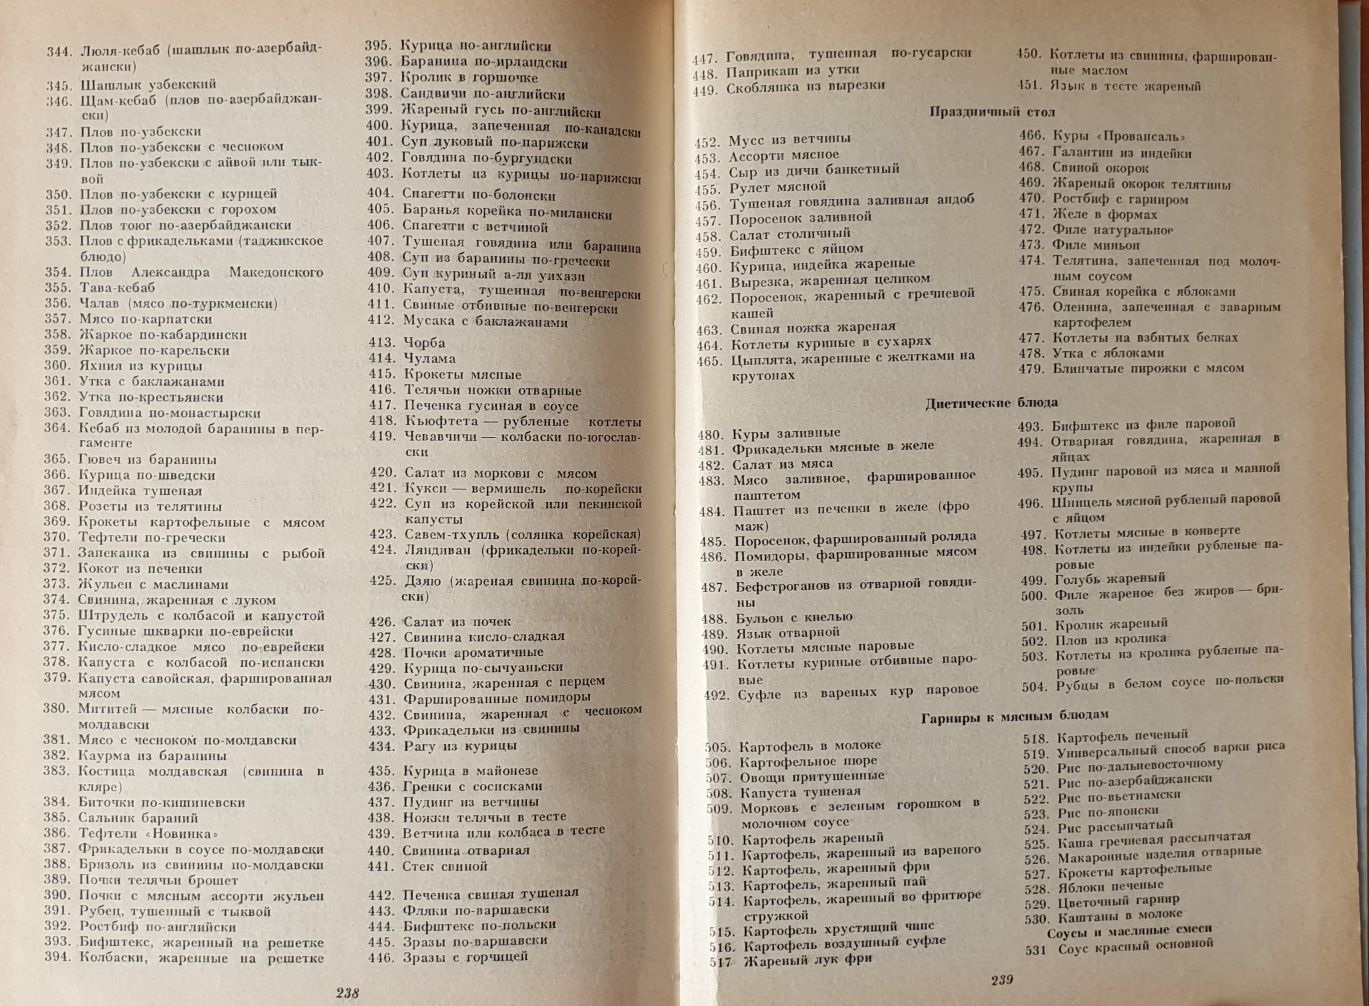 344. Люля-кебаб (шашлык по-азербайд-
жански)
345. Шашлык узбекский
346. Щам-кебаб (плов по-азербайджан-
ски)
347. Плов по-узбекски
348. Плов по-узбекски с чесноком
349. Плов по-узбекски с айвой или тык-
вой
350. Плов по-узбекски с курицей
351. Плов по-узбекски с горохом
352. Плов тоюг по-азербайджански
353. Плов с фрикадельками (таджикское
блюдо)
354. Плов Александра Македонского
355. Тава-кебаб
356. Чалав (мясо по-туркменски)
357. Мясо по-карпатски
358. Жаркое по-кабардински
359. Жаркое по-карельски
360. Яхния из курицы
361. Утка с баклажанами
362. Утка по-крестьянски
363. Говядина по-монастырски
364. Кебаб из молодой баранины в пер-
гаменте
365. Гювеч из баранины
366. Курица по-шведски
367. Индейка тушеная
368. Розеты из телятины
369. Крокеты картофельные с мясом
370. Тефтели по-гречески
371. Запеканка из свинины с рыбой
372. Кокот из печенки
373. Жульен с маслинами
374. Свинина, жаренная с луком
375. Штрудель с колбасой и капустой
376. Гусиные шкварки по-еврейски
377. Кисло-сладкое мясо по-еврейски
378. Капуста с колбасой по-испански
379. Капуста савойская, фаршированная
мясом
380. Мититей — мясные колбаски по-
молдавски
381. Мясо с чесноком по-молдавски
382. Каурма из баранины
383. Костица молдавская (свинина в
кляре)
384. Биточки по-кишиневски
385. Сальник бараний
386. Тефтели «Новинка»
387. Фрикадельки в соусе по-молдавски
388. Бризоль из свинины по-молдавски
389. Почки телячьи брошет
390. Почки с мясным ассорти жульен
391. Рубец, тушенный с тыквой
392. Ростбиф по-английски
393. Бифштекс, жаренный на решетке
394. Колбаски, жаренные на решетке
395. Курица по-английски
396. Баранина по-ирландски
397. Кролик в горшочке
398. Сандвичи по-английски
399. Жареный гусь по-английски
400. Курица, запеченная по-канадски
401. Суп луковый по-парижски
402. Говядина по-бургундски
403. Котлеты из курицы по-парижски
404. Спагетти по-болонски
405. Баранья корейка по-милански
406. Спагетти с ветчиной
407. Тушеная говядина или баранина
408. Суп из баранины по-гречески
409. Суп куриный а-ля уихази
410. Капуста, тушенная по-венгерски
411. Свиные отбивные по-венгерски
412. Мусака с баклажанами
413. Чорба
414. Чулама
415. Крокеты мясные
416. Телячьи ножки отварные
417. Печенка гусиная в соусе
418. Кьюфтета — рубленые котлеты
419. Чевавчичи — колбаски по-югослав-
ски
420. Салат из моркови с мясом
421. Кукси — вермишель по-корейски
422. Суп из корейской или пекинской
капусты
423. Савем-тхупль (солянка корейская)
424. Ляндиван (фрикадельки по-корей-
ски)
425. Дзяю (жареная свинина по-корей-
ски)
426. Салат из почек
427. Свинина кисло-сладкая
428. Почки ароматичные
429. Курица по-сычуаньски
430. Свинина, жаренная с перцем
431. Фаршированные помидоры
432. Свинина, жаренная с чесноком
433. Фрикадельки из свинины
434. Рагу из курицы
435. Курица в майонезе
436. Гренки с сосисками
437. Пудинг из ветчины
438. Ножки телячьи в тесте
439. Ветчина или колбаса в тесте
440. Свинина отварная
441. Стек свиной
442. Печенка свиная тушеная
443. Фляки по-варшавски
444. Бифштекс по-польски
445. Зразы по-варшавски
446. Зразы с горчицей
238
447. Говядина, тушенная по-гусарски
448. Паприкаш из утки
449. Скоблянка из вырезки
450. Котлеты из свинины, фарширован-
ные маслом
451. Язык в тесте жареный
Праздничный стол
452. Мусс из ветчины
453. Ассорти мясное
454. Сыр из дичи банкетный
455. Рулет мясной
456. Тушеная говядина заливная андоб
457. Поросенок заливной
458. Салат столичный
459. Бифштекс с яйцом
460. Курица, индейка жареные
461. Вырезка, жаренная целиком
462. Поросенок, жаренный с гречневой
кашей
463. Свиная ножка жареная
464. Котлеты куриные в сухарях
465. Цыплята, жаренные с желтками на
крутонах
466. Куры «Провансаль»
467. Галантин из индейки
468. Свиной окорок
469. Жареный окорок телятины
470. Ростбиф с гарниром
471. Желе в формах
472. Филе натуральное
473. Филе миньон
474. Телятина, запеченная под молоч-
ным соусом
475. Свиная корейка с яблоками
476. Оленина, запеченная с заварным
картофелем
477. Котлеты на взбитых белках
478. Утка с яблоками
479. Блинчатые пирожки с мясом
Диетические блюда
480. Куры заливные
481. Фрикадельки мясные в желе
482. Салат из мяса
483. Мясо заливное, фаршированное
паштетом
484. Паштет из печенки в желе (фро
маж)
485. Поросенок, фаршированный роляда
486. Помидоры, фаршированные мясом
в желе
487. Бефстроганов из отварной говяди-
ны
488. Бульон с кнелью
489. Язык отварной
490. Котлеты мясные паровые
491. Котлеты куриные отбивные паро-
вые
492. Суфле из вареных кур паровое
493. Бифштекс из филе паровой
494. Отварная говядина, жаренная в
яйцах
495. Пудинг паровой из мяса и манной
крупы
496. Шницель мясной рубленый паровой
с яйцом
497. Котлеты мясные в конверте
498. Котлеты из индейки рубленые па-
ровые
499. Голубь жареный
500. Филе жареное без жиров — бри-
золь
501. Кролик жареный
502. Плов из кролика
503. Котлеты из кролика рубленые па-
ровые
504. Рубцы в белом соусе по-польски
Гарниры к мясным блюдам
505. Картофель в молоке
506. Картофельное пюре
507. Овощи притушенные
508. Капуста тушеная
509. Морковь с зеленым горошком в
молочном соусе
510. Картофель жареный
511. Картофель, жаренный из вареного
512. Картофель, жаренный фри
513. Картофель, жаренный пай
514. Картофель, жаренный во фритюре
стружкой
515. Картофель хрустящий чипс
516. Картофель воздушный суфле
517 Жареный лук фри
518. Картофель печеный
519. Универсальный способ варки риса
520. Рис по-дальневосточному
521. Рис по-азербайджански
522. Рис по-вьетнамски
523. Рис по-японски
524. Рис рассыпчатый
525. Каша гречневая рассыпчатая
526. Макаронные изделия отварные
527. Крокеты картофельные
528. Яблоки печеные
529. Цветочный гарнир
530. Каштаны в молоке
Соусы и масляные смеси
531 Соус красный основной
239